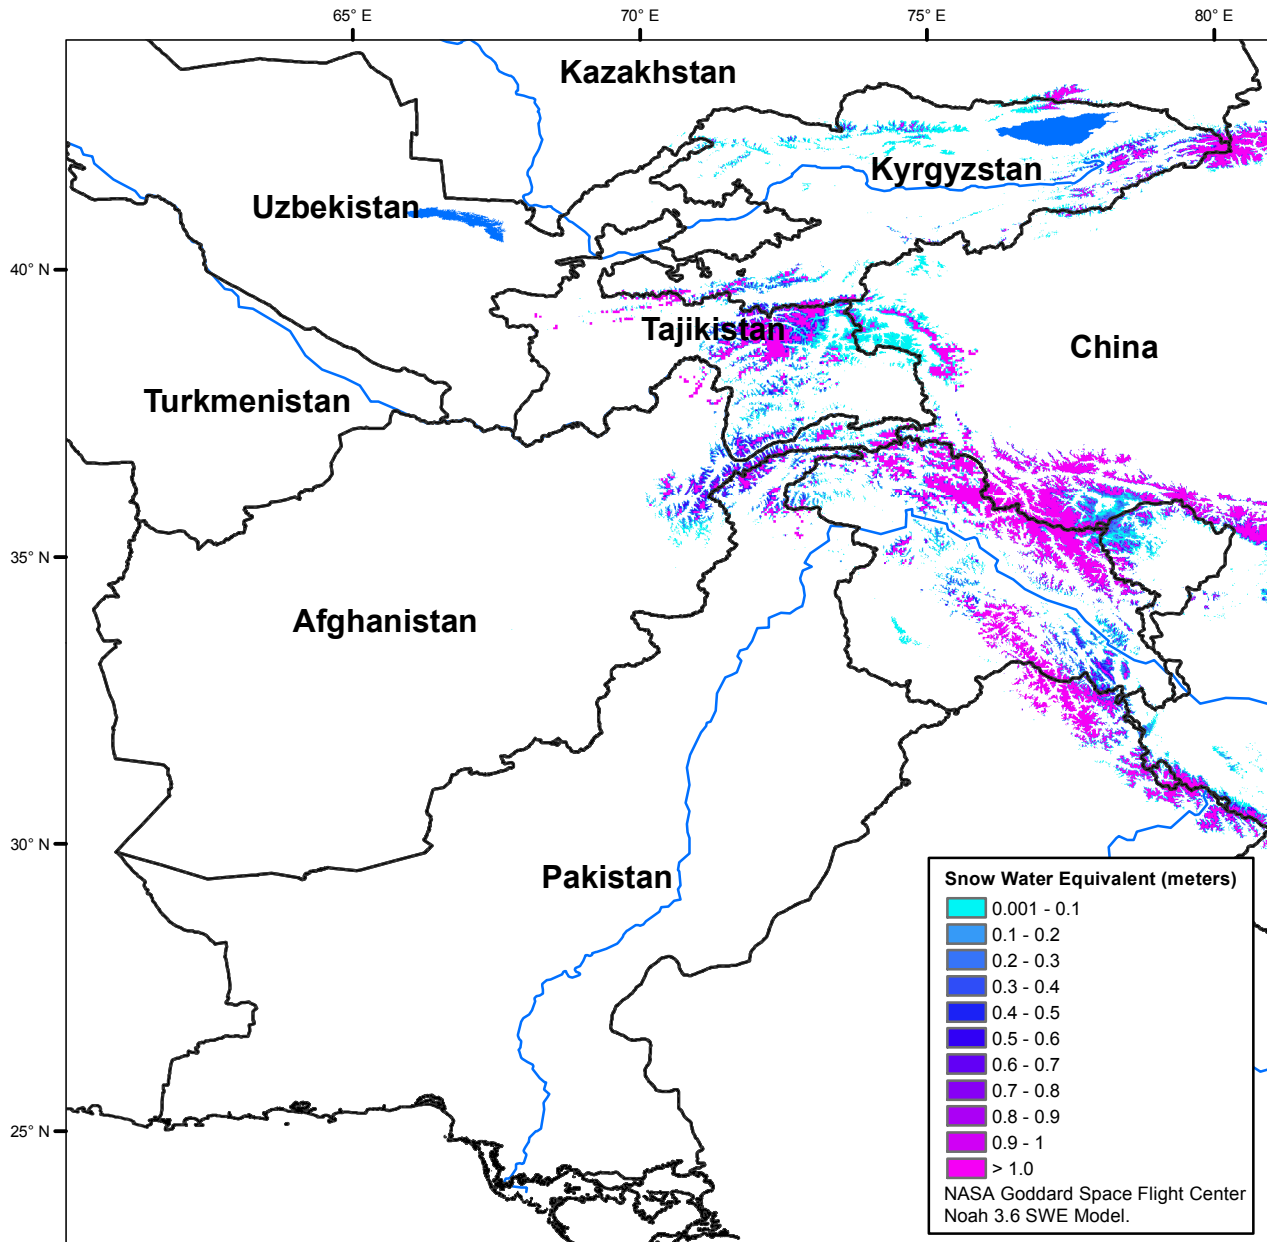 65° E
70° E
75° E
80° E
Kazakhstan
Kyrgyzstan
Uzbekistan
40° N
Tajikistan
China
Turkmenistan
35° N
Afghanistan
30° N
Pakistan
Snow Water Equivalent (meters)
0.001 - 0.1
0.1 - 0.2
0.2 - 0.3
0.3 - 0.4
0.4 - 0.5
0.5 - 0.6
0.6 - 0.7
0.7 - 0.8
0.8 - 0.9
0.9 - 1
> 1.0
NASA Goddard Space Flight Center
Noah 3.6 SWE Model.
25° N